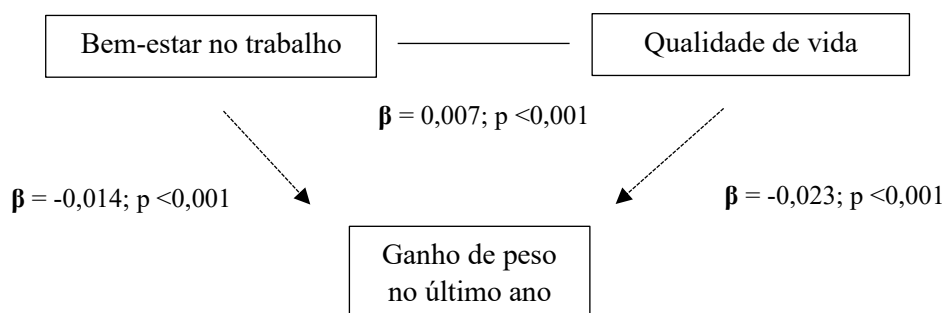 Bem-estar no trabalho
Qualidade de vida
β = 0,007; p <0,001
β = -0,014; p <0,001
β = -0,023; p <0,001
Ganho de peso
no último ano